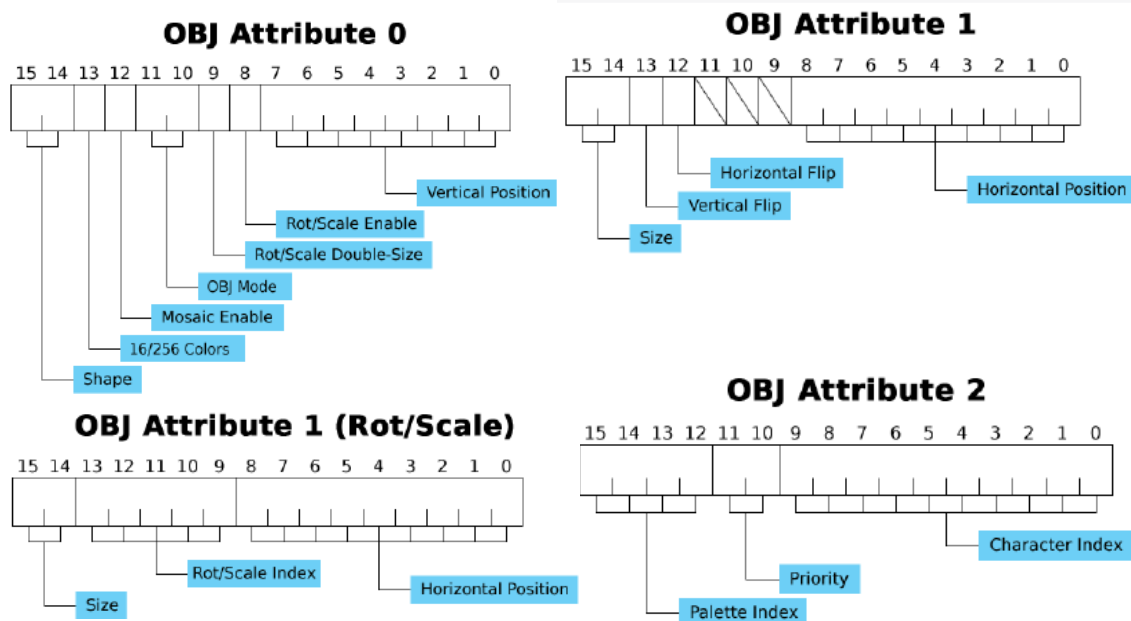 OBJ Attribute 0
15 14 13 12 11 10 9 8 7 6 5 4 3 2 1 0
Vertical Position
Rot/Scale Enable
Rot/Scale Double-Size
OBJ Mode
Mosaic Enable
16/256 Colors
Shape
OBJ Attribute 1
15 14 13 12 11 10 9 8 7 6 5 4 3 2 1 0
Horizontal Flip
Horizontal Position
Vertical Flip
Size
OBJ Attribute 1 (Rot/Scale)
15 14 13 12 11 10 9 8 7 6 5 4 3 2 1 0
Rot/Scale Index
Horizontal Position
Size
OBJ Attribute 2
15 14 13 12 11 10 9 8 7 6 5 4 3 2 1 0
Character Index
Priority
Palette Index